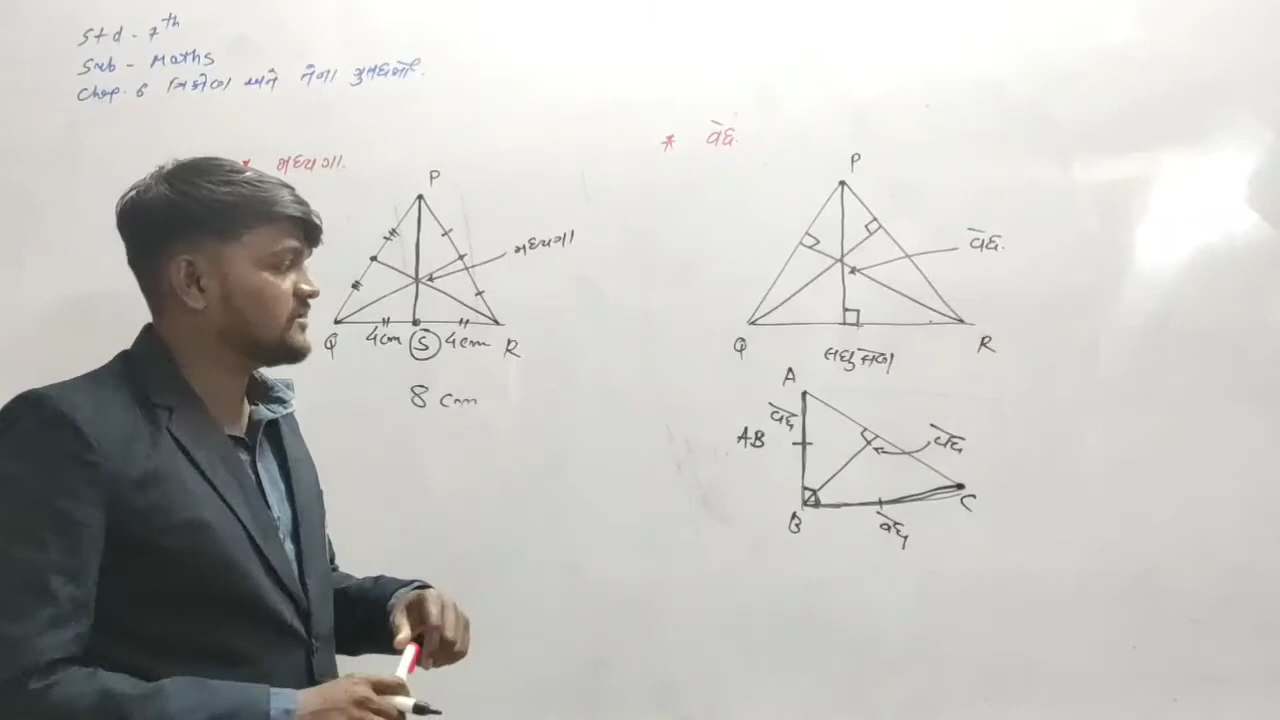 Std - 7th
Sub - Maths
Chap. 6 ત્રિકોણ અને તેના ગુણધર્મો.
* મધ્યગા.
P
મધ્યગા
Q 4cm S 4cm R
8 cm
* વેધ.
P
વેધ.
Q R
લઘુકોણ
A
વેધ
AB
વેધ
B C
વેધ